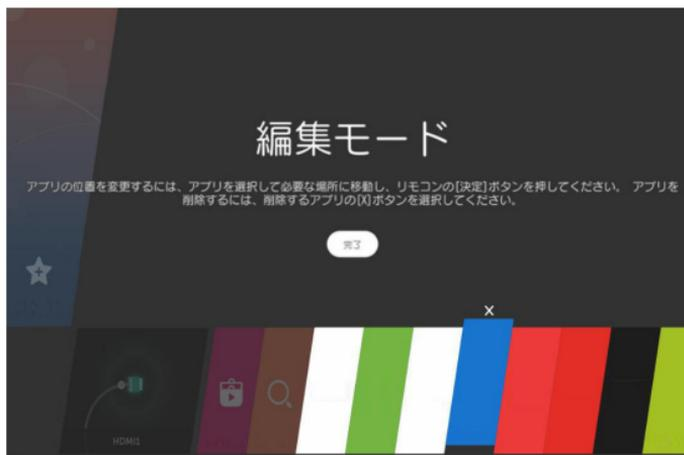 編集モード
アプリの位置を変更するには、アプリを選択して必要な場所に移動し、リモコンの[決定]ボタンを押してください。 アプリを
削除するには、削除するアプリの[X]ボタンを選択してください。
完了
X
HDMI1